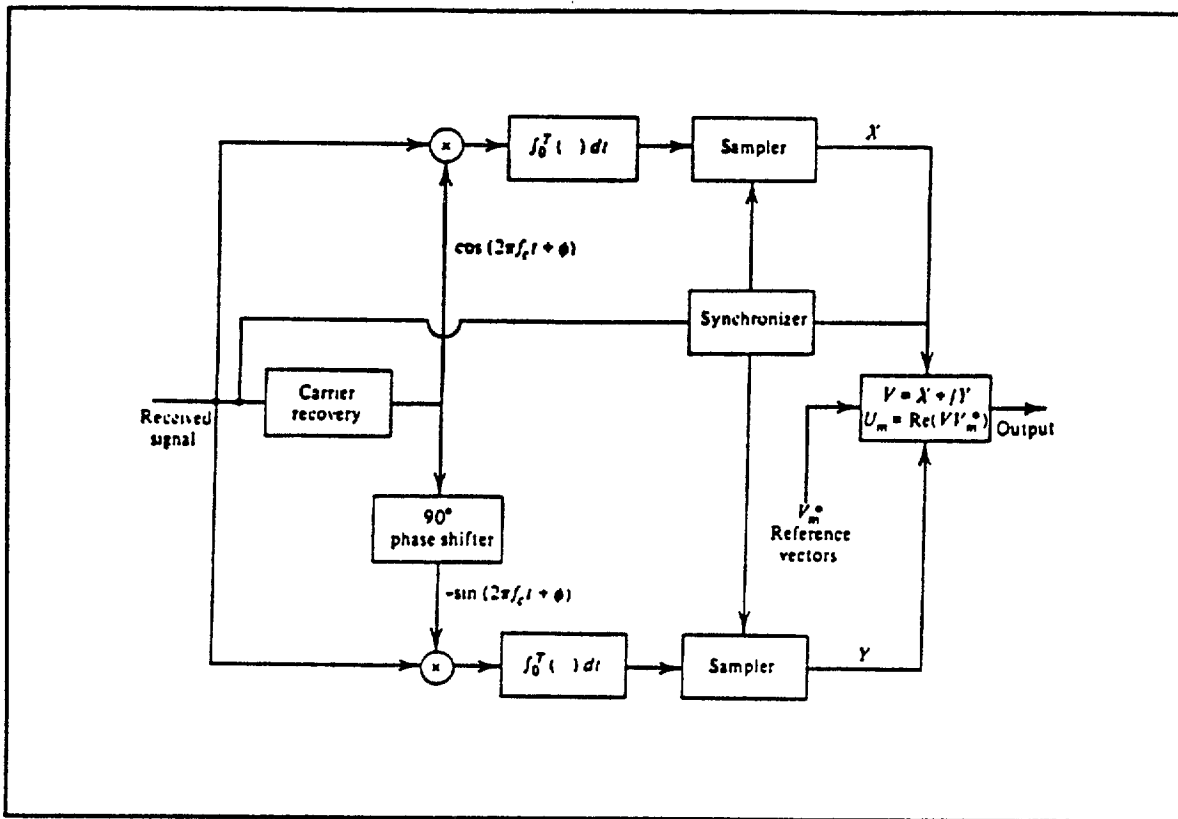 ∫₀ᵀ ( ) dt
Sampler
X
cos (2πf_c t + ϕ)
Synchronizer
Received
signal
Carrier
recovery
V = X + jY
U_m = Re(VV_m*)
Output
90°
phase shifter
V_m*
Reference
vectors
-sin (2πf_c t + ϕ)
∫₀ᵀ ( ) dt
Sampler
Y